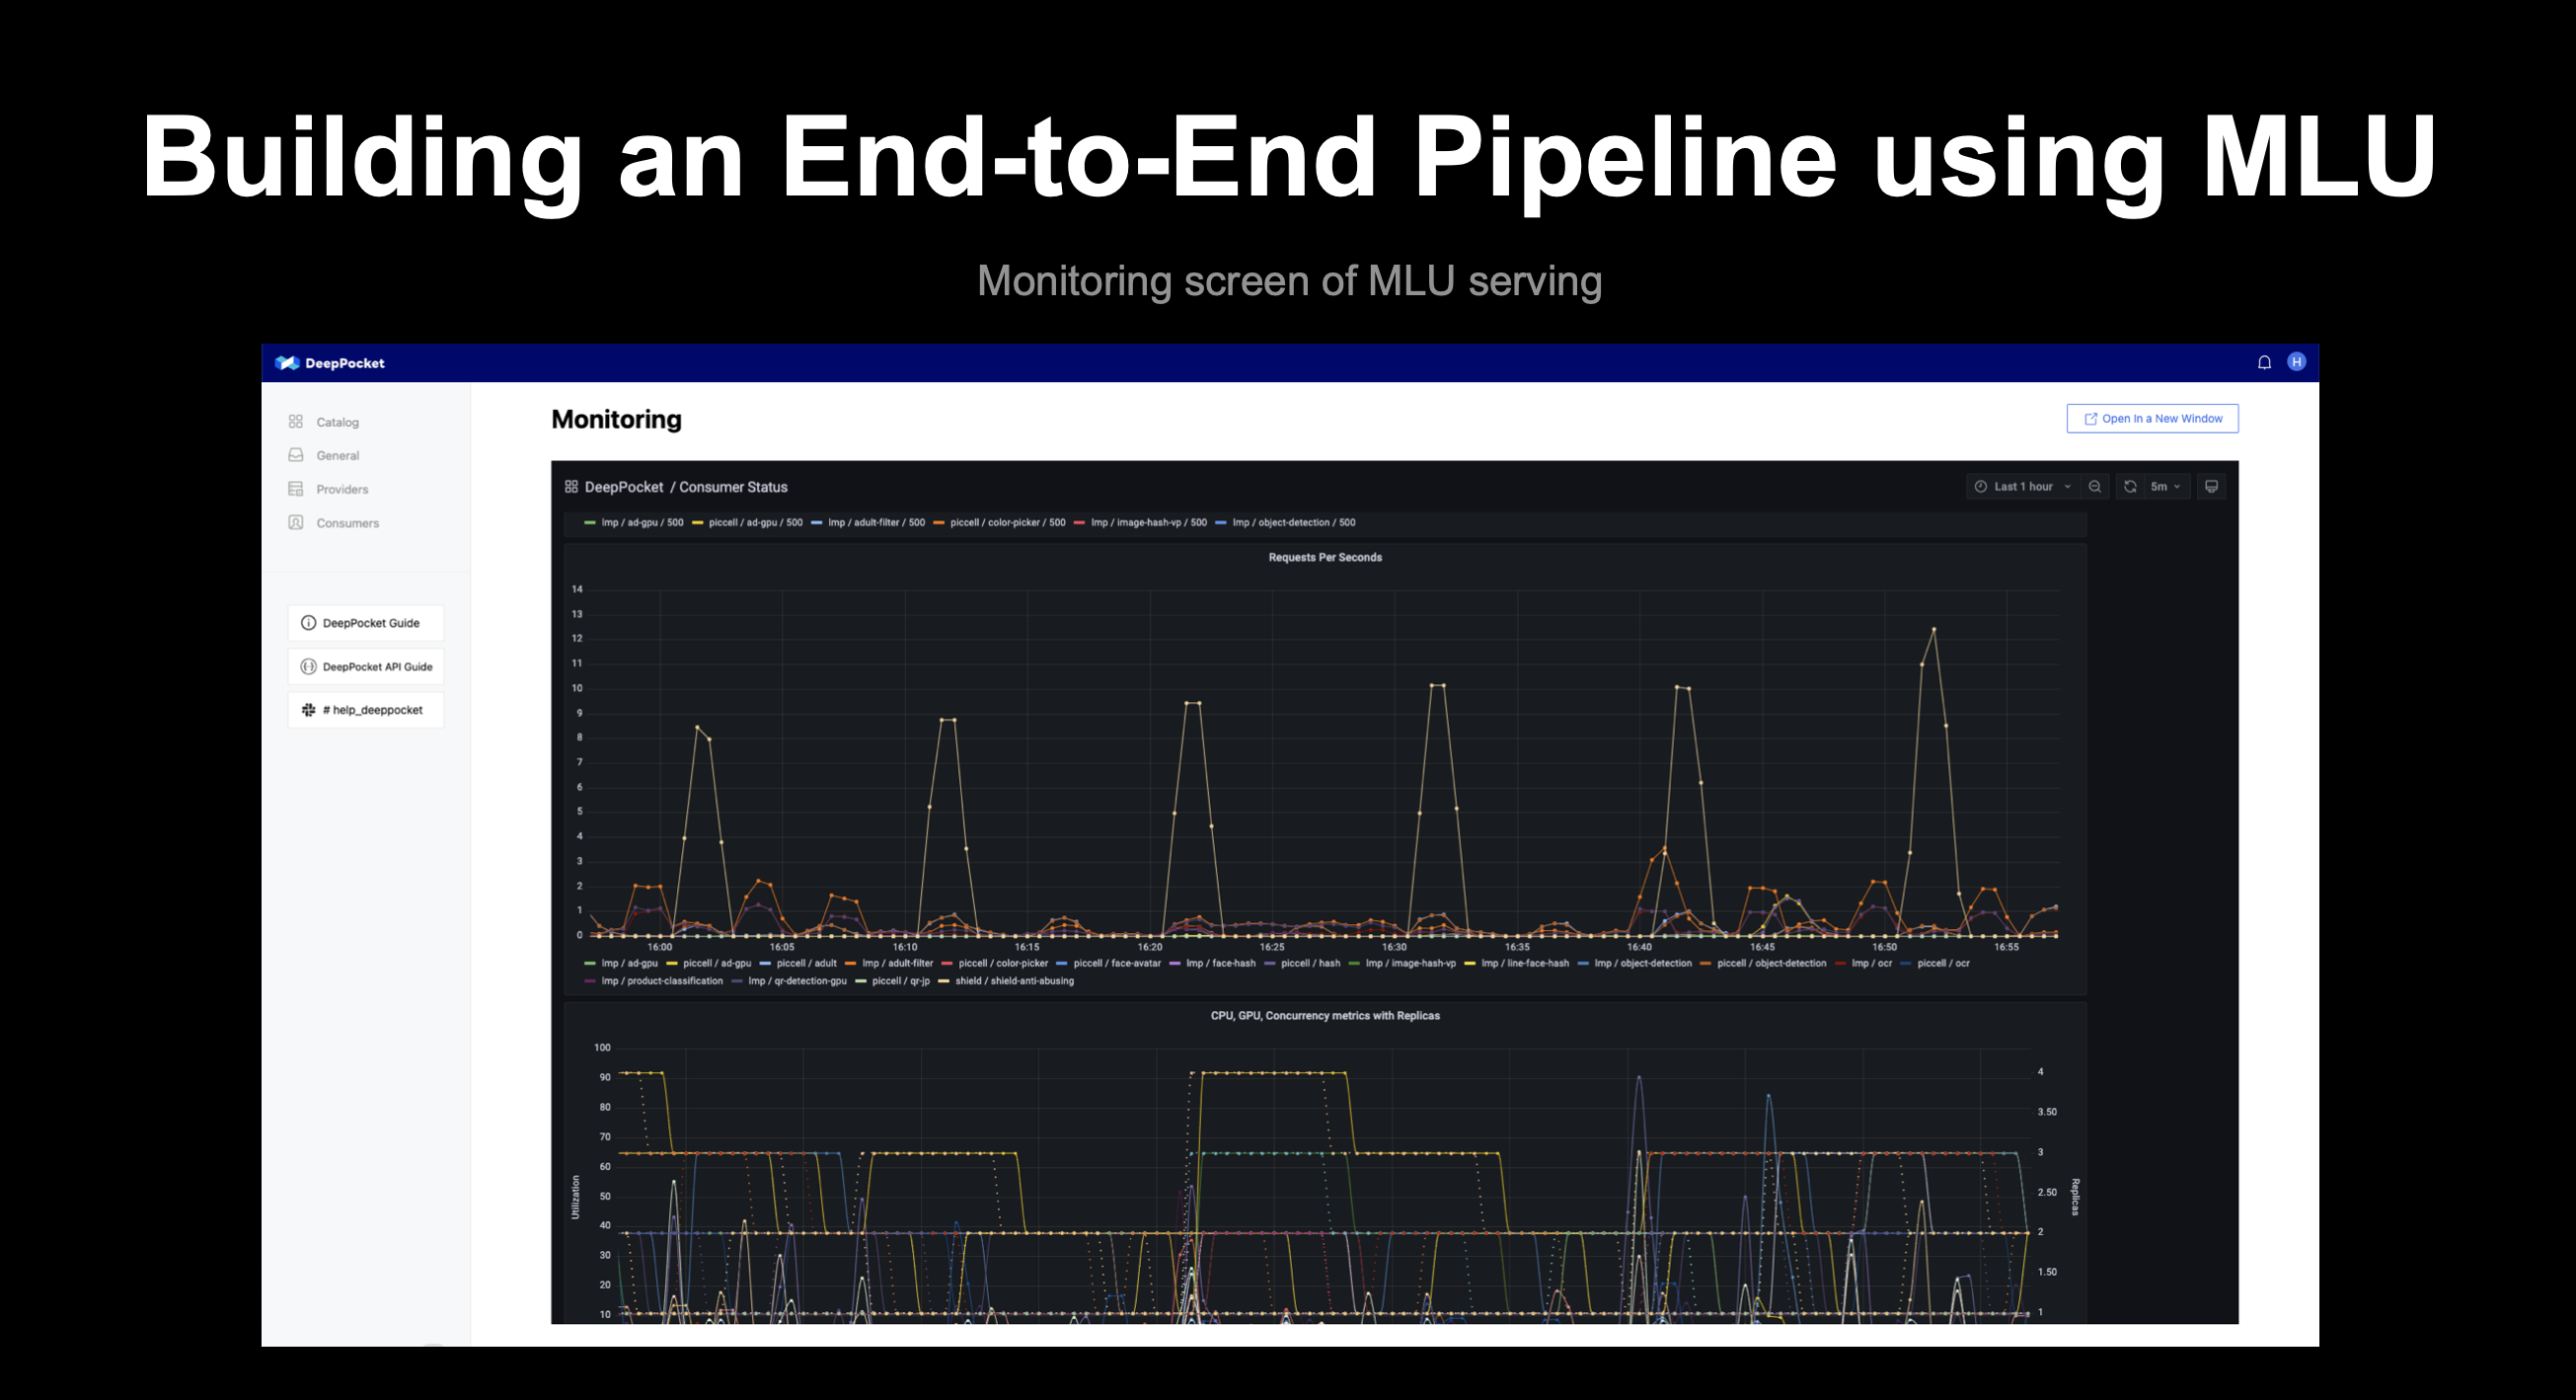 Building an End-to-End Pipeline using MLU
Monitoring screen of MLU serving
DeepPocket
H
Catalog
General
Providers
Consumers
DeepPocket Guide
DeepPocket API Guide
# help_deeppocket
Monitoring
Open In a New Window
DeepPocket / Consumer Status
Last 1 hour
5m
lmp / ad-gpu / 500 piccell / ad-gpu / 500 lmp / adult-filter / 500 piccell / color-picker / 500 lmp / image-hash-vp / 500 lmp / object-detection / 500
Requests Per Seconds
14
13
12
11
10
9
8
7
6
5
4
3
2
1
0
16:00 16:05 16:10 16:15 16:20 16:25 16:30 16:35 16:40 16:45 16:50 16:55
lmp / ad-gpu piccell / ad-gpu piccell / adult lmp / adult-filter piccell / color-picker piccell / face-avatar lmp / face-hash piccell / hash lmp / image-hash-vp lmp / line-face-hash lmp / object-detection piccell / object-detection lmp / ocr piccell / ocr
lmp / product-classification lmp / qr-detection-gpu piccell / qr-jp shield / shield-anti-abusing
CPU, GPU, Concurrency metrics with Replicas
100
90
80
70
60
50
40
30
20
10
Utilization
4
3.50
3
2.50
2
1.50
1
Replicas